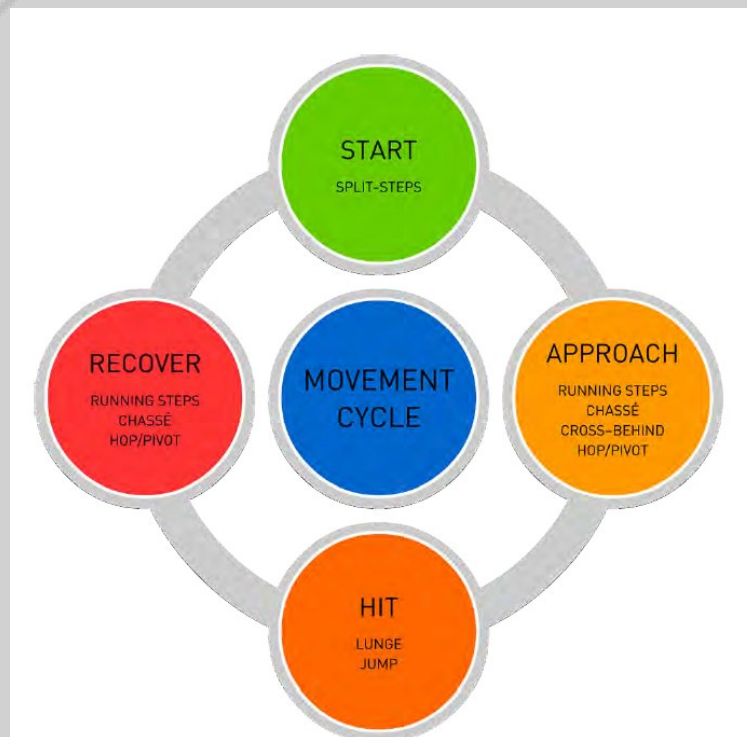 START
SPLIT-STEPS
RECOVER
RUNNING STEPS
CHASSÉ
HOP/PIVOT
MOVEMENT
CYCLE
APPROACH
RUNNING STEPS
CHASSÉ
CROSS-BEHIND
HOP/PIVOT
HIT
LUNGE
JUMP